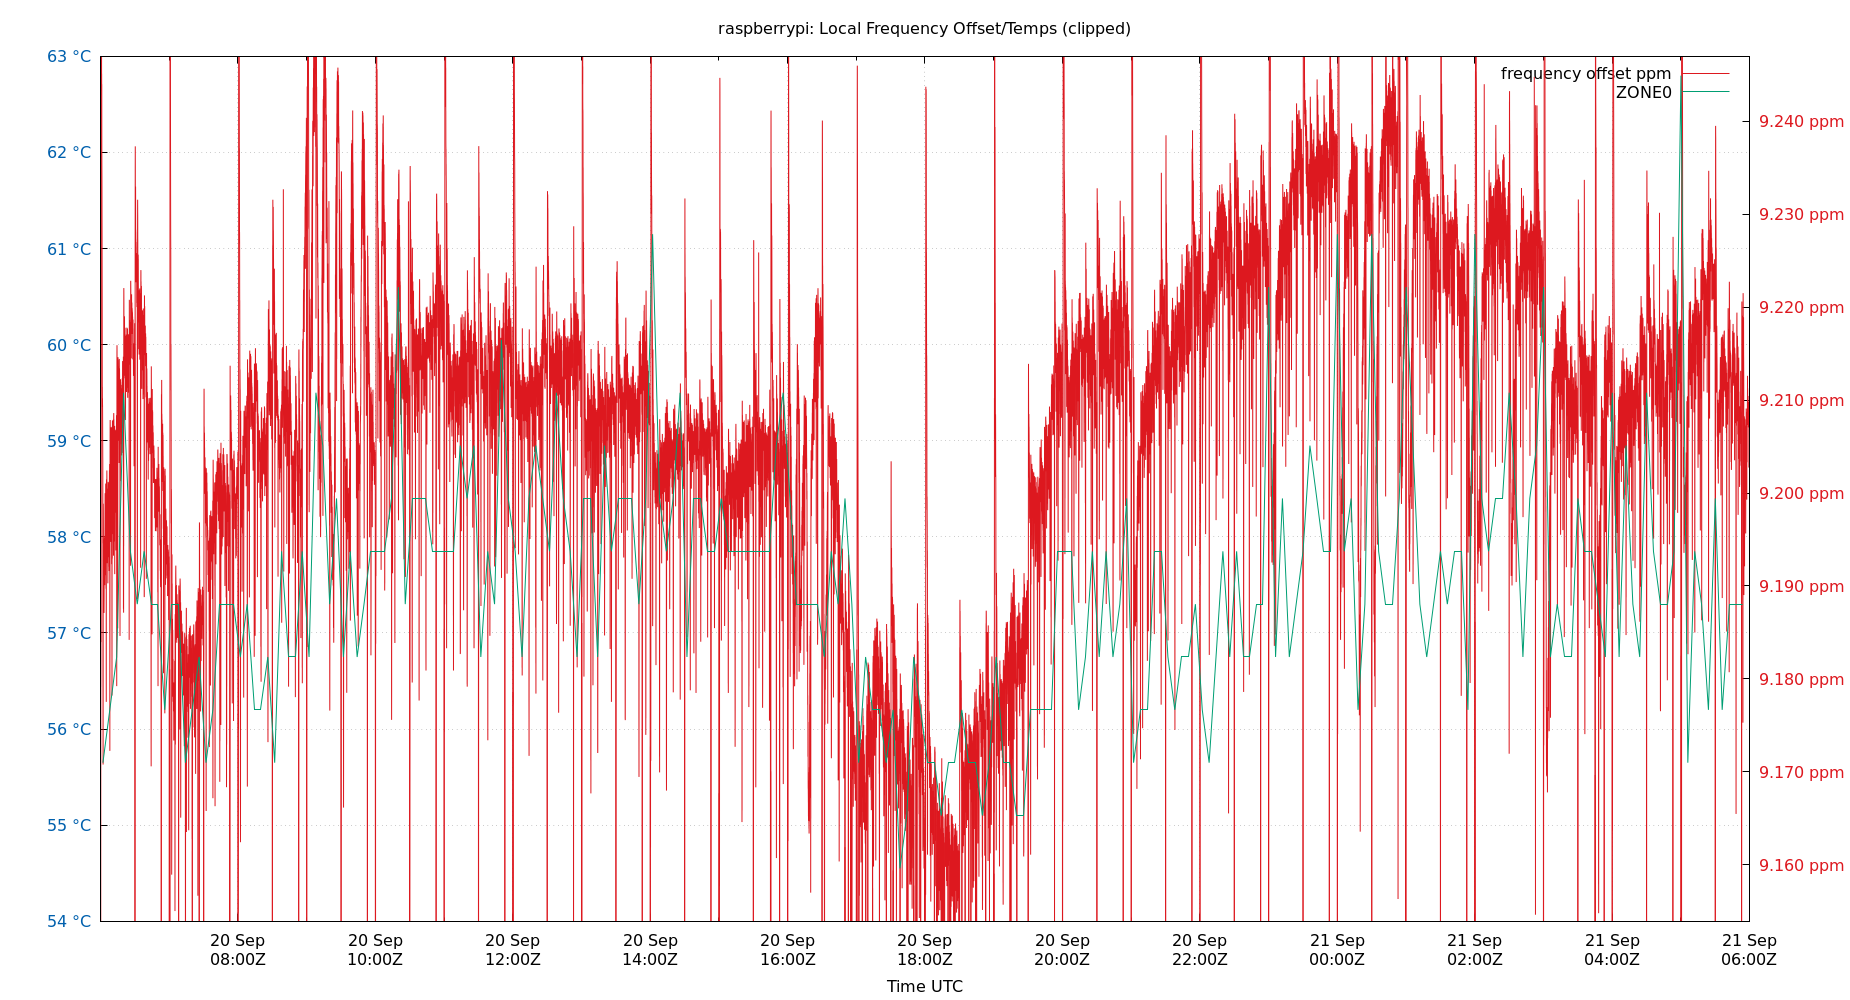 raspberrypi: Local Frequency Offset/Temps (clipped)
63 °C
62 °C
61 °C
60 °C
59 °C
58 °C
57 °C
56 °C
55 °C
54 °C
frequency offset ppm
ZONE0
9.240 ppm
9.230 ppm
9.220 ppm
9.210 ppm
9.200 ppm
9.190 ppm
9.180 ppm
9.170 ppm
9.160 ppm
20 Sep 20 Sep 20 Sep 20 Sep 20 Sep 20 Sep 20 Sep 20 Sep 21 Sep 21 Sep 21 Sep 21 Sep
08:00Z 10:00Z 12:00Z 14:00Z 16:00Z 18:00Z 20:00Z 22:00Z 00:00Z 02:00Z 04:00Z 06:00Z
Time UTC